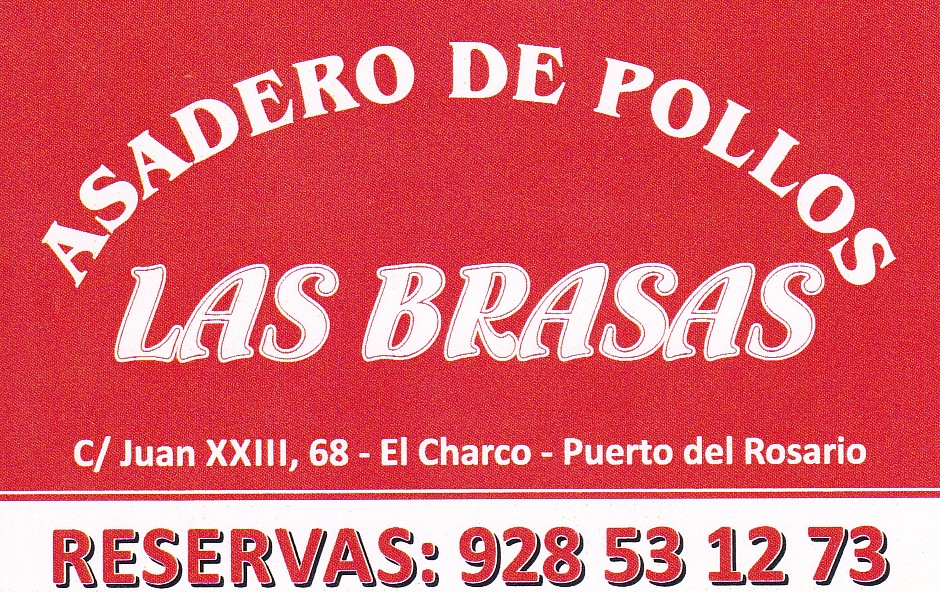 ASADERO DE POLLOS
LAS BRASAS
C/ Juan XXIII, 68 - El Charco - Puerto del Rosario
RESERVAS: 928 53 12 73